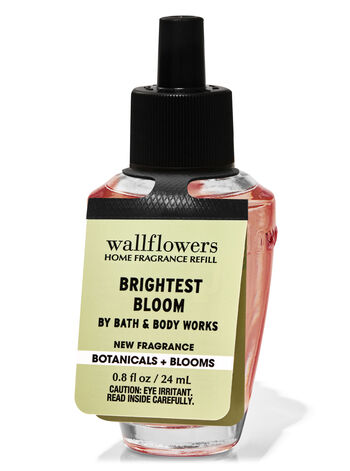 wallflowers
HOME FRAGRANCE REFILL
BRIGHTEST
BLOOM
BY BATH & BODY WORKS
NEW FRAGRANCE
BOTANICALS + BLOOMS
0.8 fl oz / 24 mL
CAUTION: EYE IRRITANT.
READ INSIDE CAREFULLY.